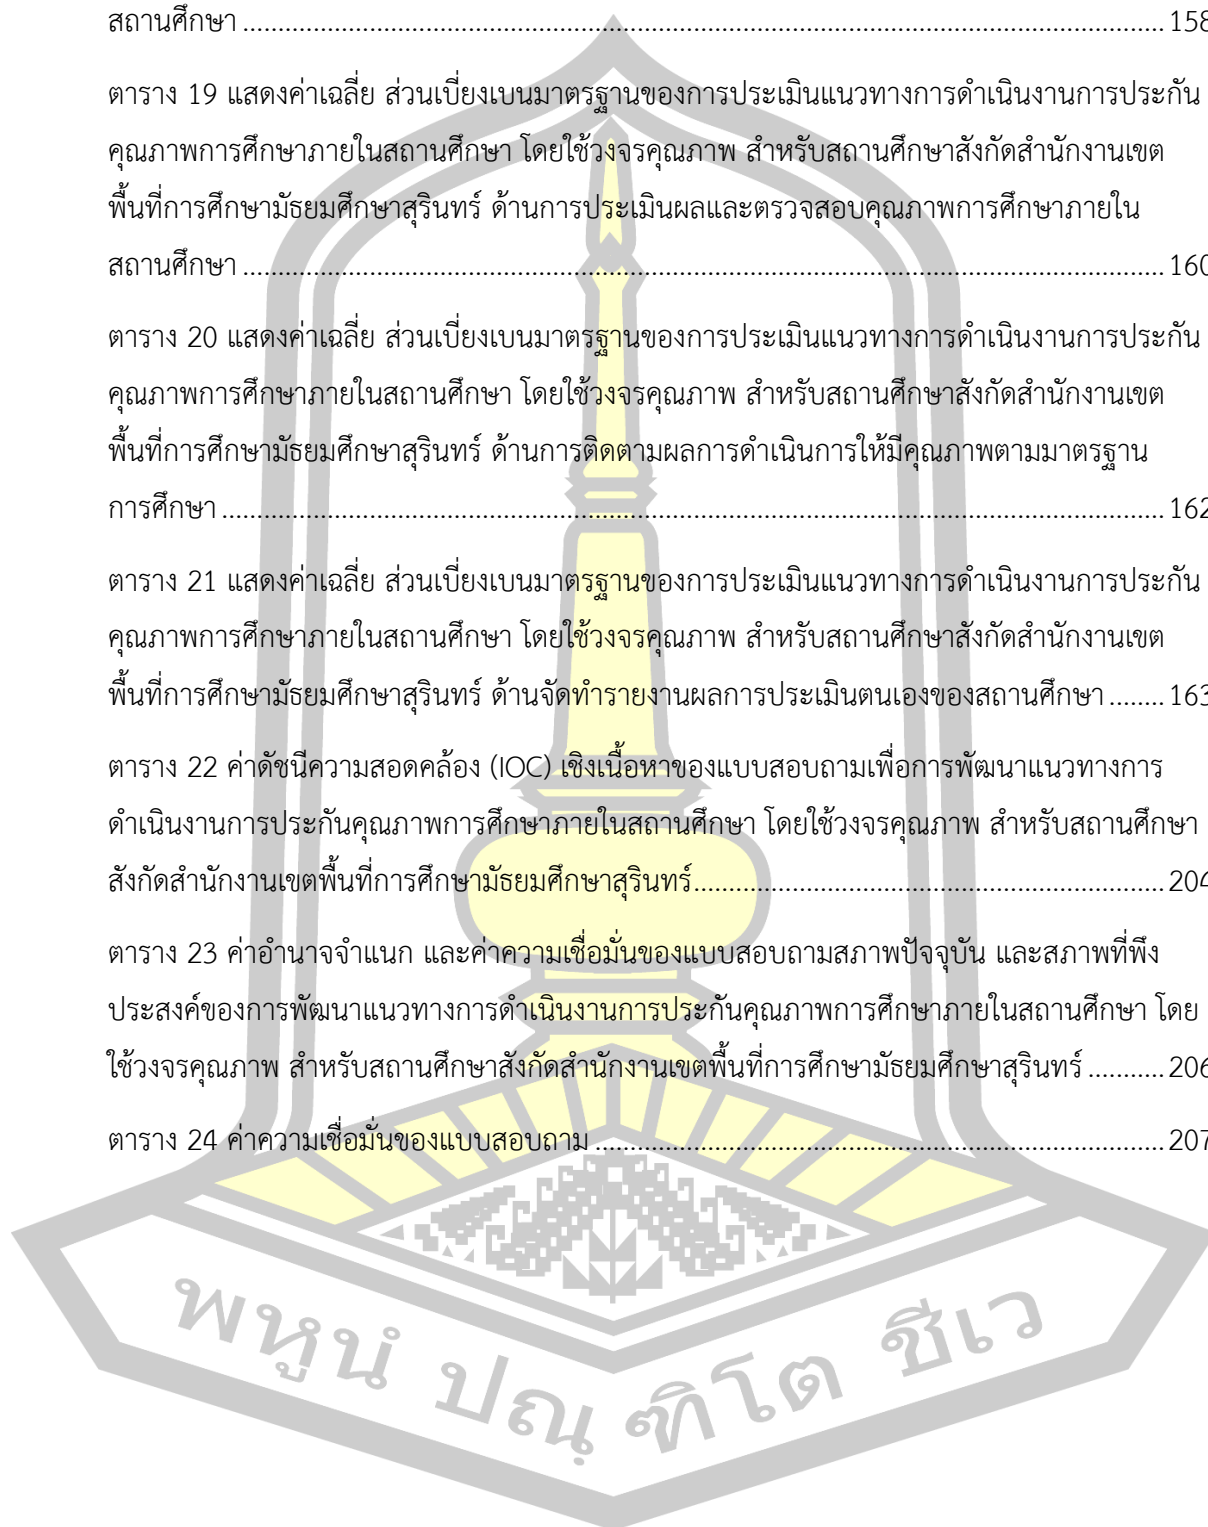 สถานศึกษา ........................................................................................................................ 158
ตาราง 19 แสดงค่าเฉลี่ย ส่วนเบี่ยงเบนมาตรฐานของการประเมินแนวทางการดำเนินงานการประกัน
คุณภาพการศึกษาภายในสถานศึกษา โดยใช้วงจรคุณภาพ สำหรับสถานศึกษาสังกัดสำนักงานเขต
พื้นที่การศึกษามัธยมศึกษาสุรินทร์ ด้านการประเมินผลและตรวจสอบคุณภาพการศึกษาภายใน
สถานศึกษา ........................................................................................................................ 160
ตาราง 20 แสดงค่าเฉลี่ย ส่วนเบี่ยงเบนมาตรฐานของการประเมินแนวทางการดำเนินงานการประกัน
คุณภาพการศึกษาภายในสถานศึกษา โดยใช้วงจรคุณภาพ สำหรับสถานศึกษาสังกัดสำนักงานเขต
พื้นที่การศึกษามัธยมศึกษาสุรินทร์ ด้านการติดตามผลการดำเนินการให้มีคุณภาพตามมาตรฐาน
การศึกษา ........................................................................................................................... 162
ตาราง 21 แสดงค่าเฉลี่ย ส่วนเบี่ยงเบนมาตรฐานของการประเมินแนวทางการดำเนินงานการประกัน
คุณภาพการศึกษาภายในสถานศึกษา โดยใช้วงจรคุณภาพ สำหรับสถานศึกษาสังกัดสำนักงานเขต
พื้นที่การศึกษามัธยมศึกษาสุรินทร์ ด้านจัดทำรายงานผลการประเมินตนเองของสถานศึกษา ........ 163
ตาราง 22 ค่าดัชนีความสอดคล้อง (IOC) เชิงเนื้อหาของแบบสอบถามเพื่อการพัฒนาแนวทางการ
ดำเนินงานการประกันคุณภาพการศึกษาภายในสถานศึกษา โดยใช้วงจรคุณภาพ สำหรับสถานศึกษา
สังกัดสำนักงานเขตพื้นที่การศึกษามัธยมศึกษาสุรินทร์.............................................................. 204
ตาราง 23 ค่าอำนาจจำแนก และค่าความเชื่อมั่นของแบบสอบถามสภาพปัจจุบัน และสภาพที่พึง
ประสงค์ของการพัฒนาแนวทางการดำเนินงานการประกันคุณภาพการศึกษาภายในสถานศึกษา โดย
ใช้วงจรคุณภาพ สำหรับสถานศึกษาสังกัดสำนักงานเขตพื้นที่การศึกษามัธยมศึกษาสุรินทร์ ........... 206
ตาราง 24 ค่าความเชื่อมั่นของแบบสอบถาม ........................................................................... 207
พหูนํ ปณฺฑิโต ชีเว